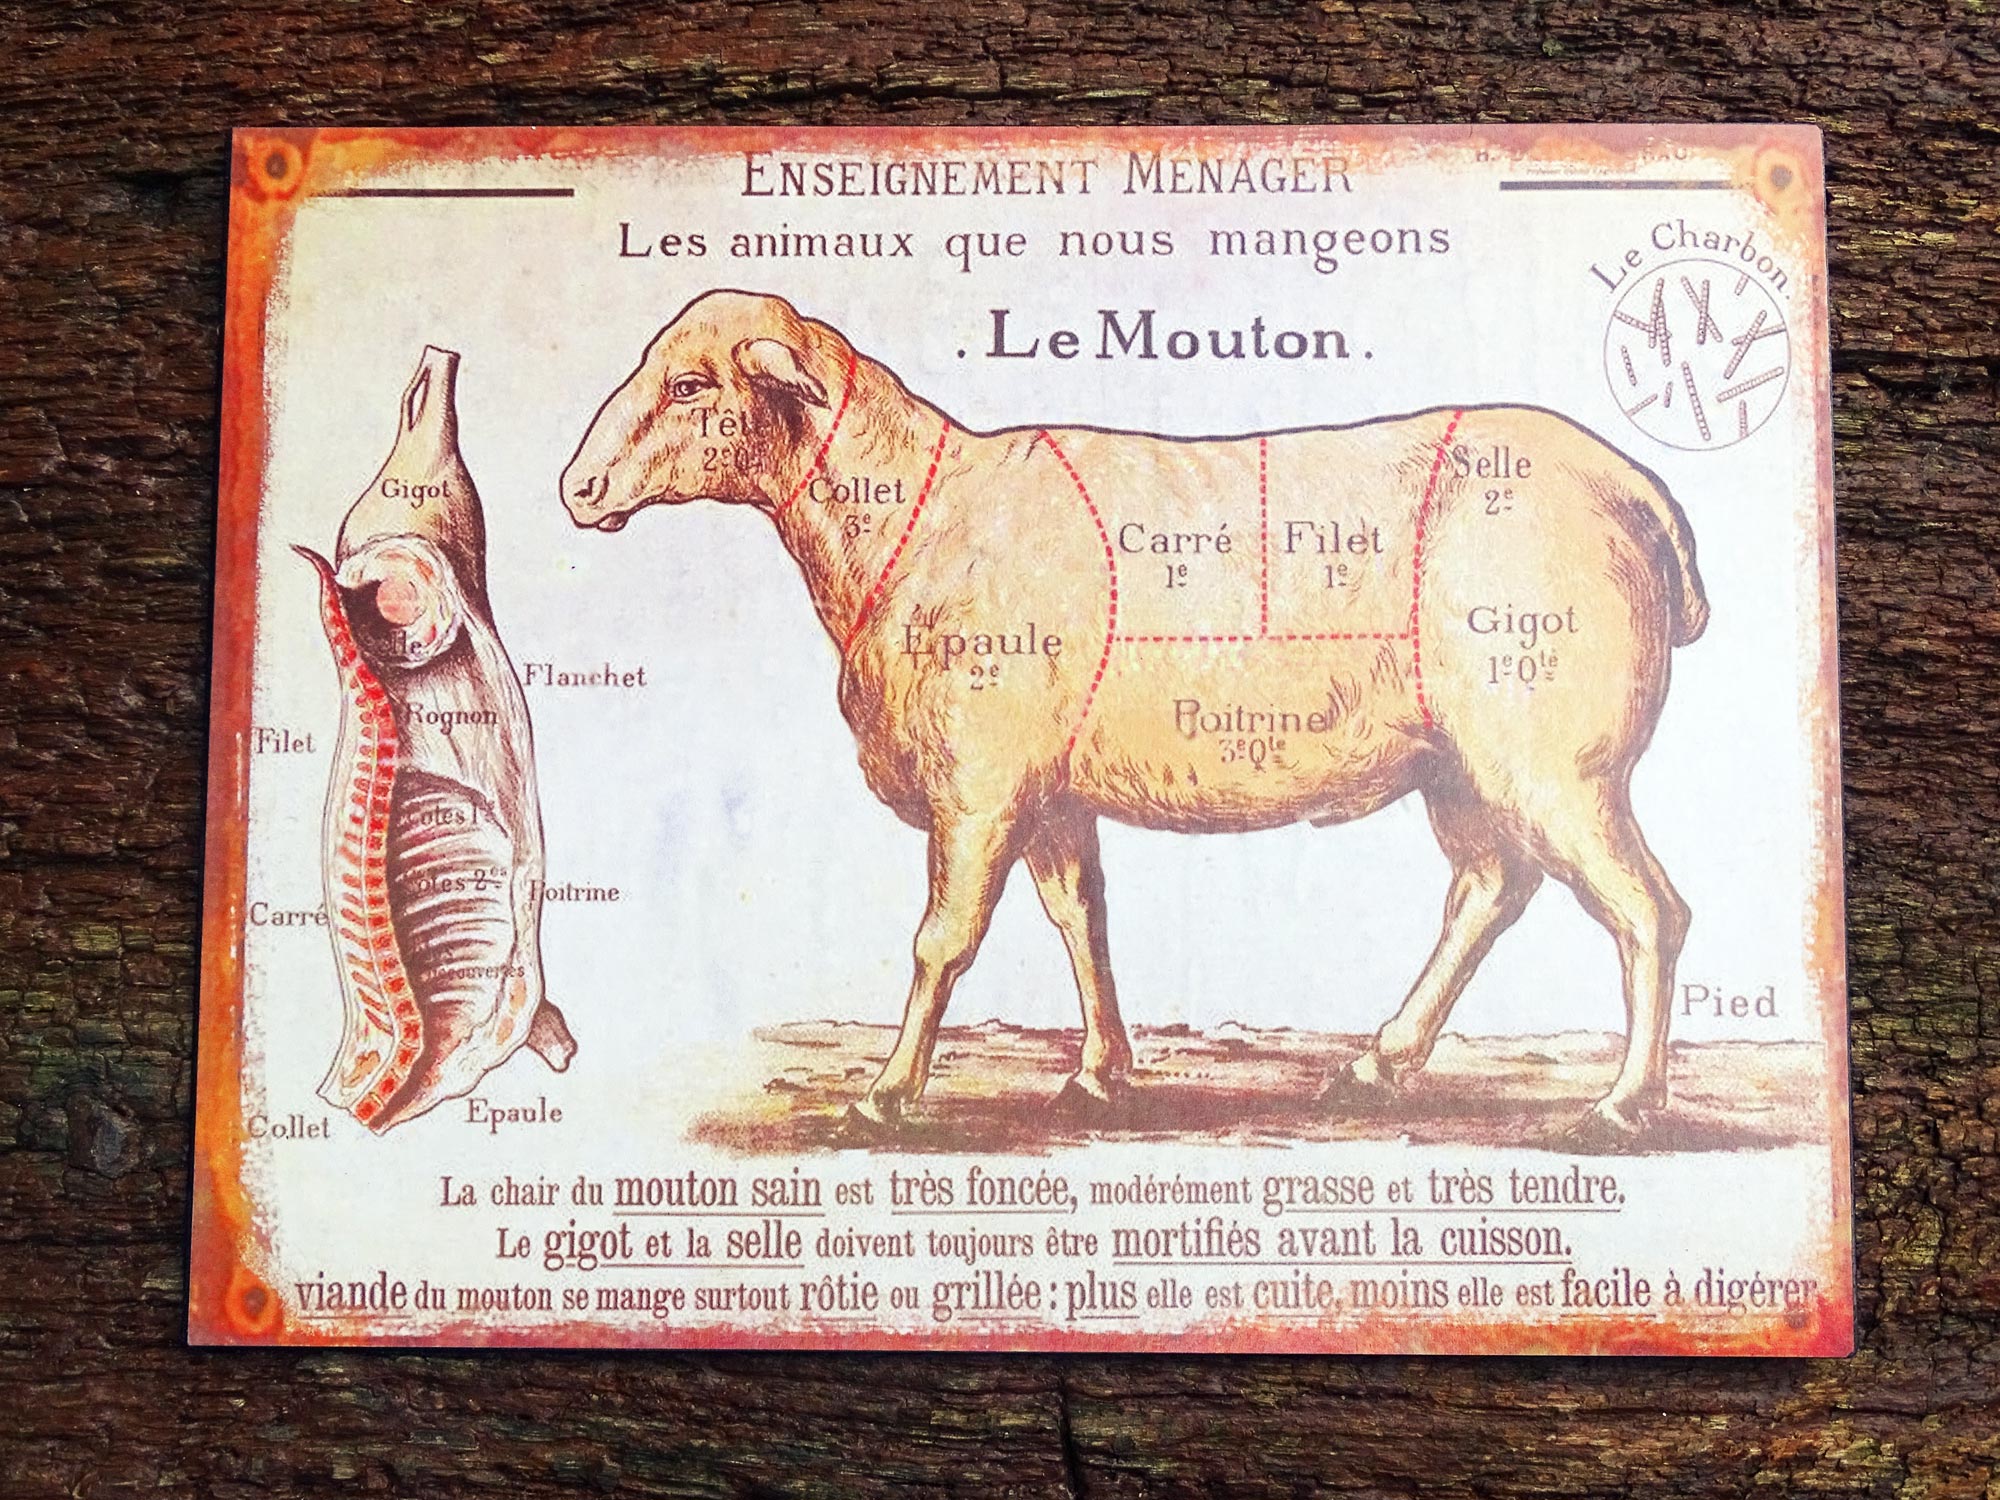 ENSEIGNEMENT MENAGER
Les animaux que nous mangeons
. Le Mouton .
Le Charbon.
Tête
2e Q
Collet
3e
Epaule
2e
Carré
1e
Filet
1e
Selle
2e
Gigot
1e Qté
Poitrine
3e Qte
Pied
Gigot
Flanchet
Rognon
Filet
Côtes 1
Côtes 2es
Poitrine
Carré
Découvertes
Collet
Epaule
La chair du mouton sain est très foncée, modérément grasse et très tendre.
Le gigot et la selle doivent toujours être mortifiés avant la cuisson.
viande du mouton se mange surtout rôtie ou grillée : plus elle est cuite, moins elle est facile à digérer